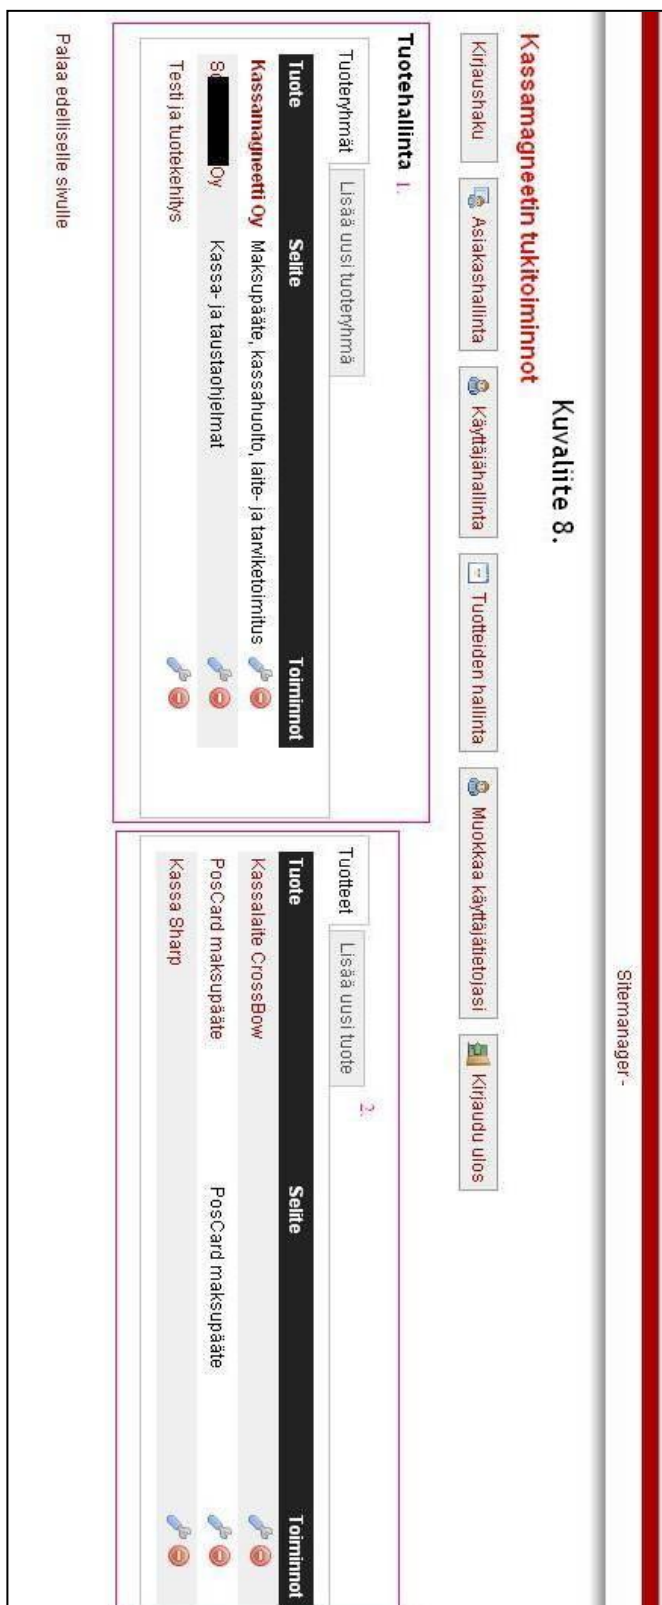 Sitemanager -
Kuvaliite 8.
Kassamagneetin tukitoiminnot
Kirjaushaku Asiakashallinta Käyttäjähallinta Tuotteiden hallinta Muokkaa käyttäjätietojasi Kirjaudu ulos
Tuotehallinta 1.
Tuoteryhmät Lisää uusi tuoteryhmä
Tuote Selite Toiminnot
Kassamagneetti Oy Maksupääte, kassahuolto, laite- ja tarviketoimitus
So Oy Kassa- ja taustaohjelmat
Testi ja tuotekehitys
2.
Tuotteet Lisää uusi tuote
Tuote Selite Toiminnot
Kassalaite CrossBow
PosCard maksupääte PosCard maksupääte
Kassa Sharp
Palaa edelliselle sivulle